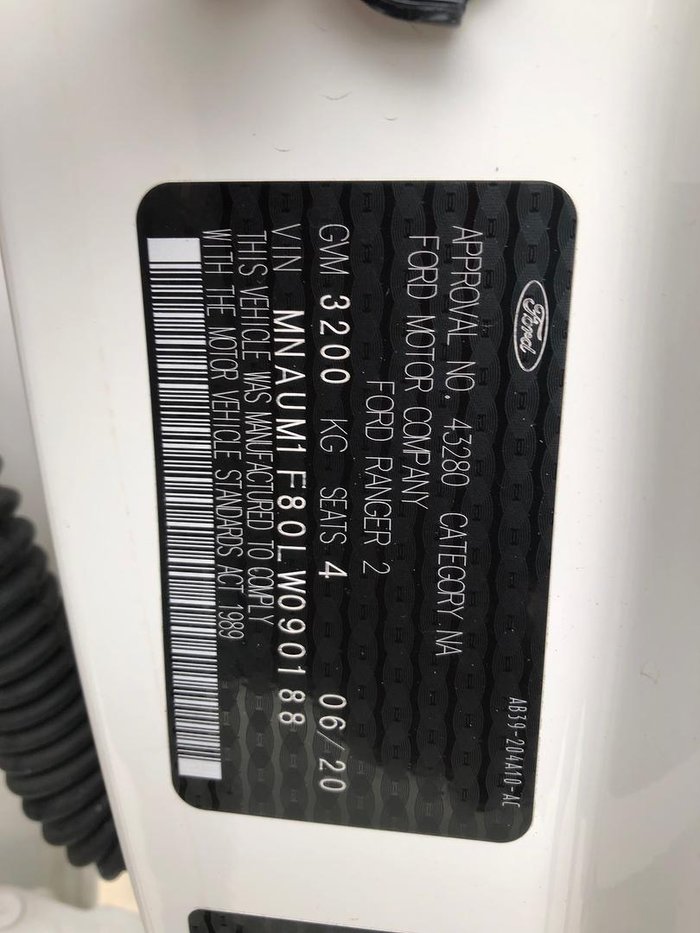 Ford
AB39-204A10-AC
APPROVAL NO. 43280 CATEGORY NA
FORD MOTOR COMPANY
FORD RANGER 2
GVM 3200 KG SEATS 4 06/20
VIN MNAUM1F80LW090188
THIS VEHICLE WAS MANUFACTURED TO COMPLY
WITH THE MOTOR VEHICLE STANDARDS ACT 1989